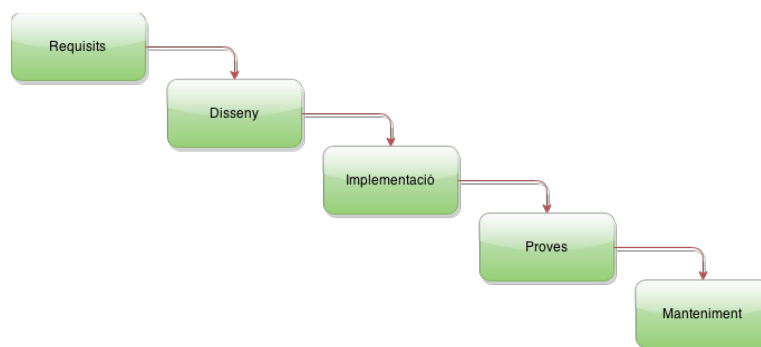 Requisits
Disseny
Implementació
Proves
Manteniment